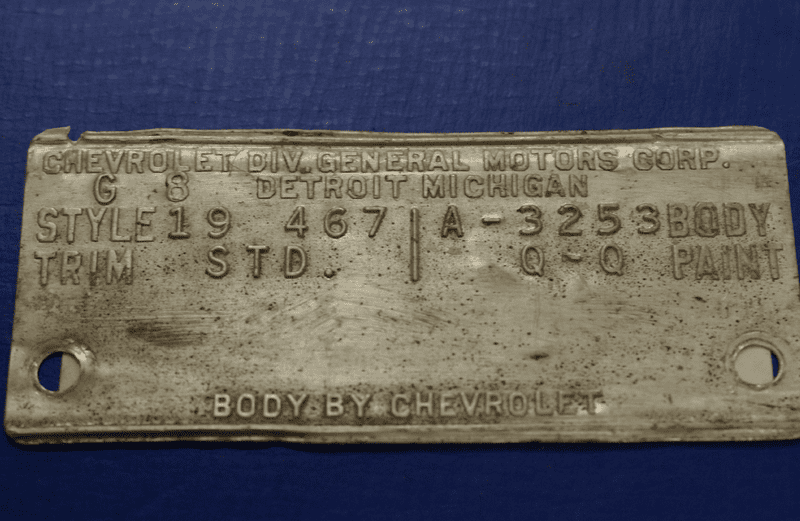 CHEVROLET DIV. GENERAL MOTORS CORP.
G 8 DETROIT MICHIGAN
STYLE 19 467 | A-3253 BODY
TRIM STD. | Q-Q PAINT
BODY BY CHEVROLET